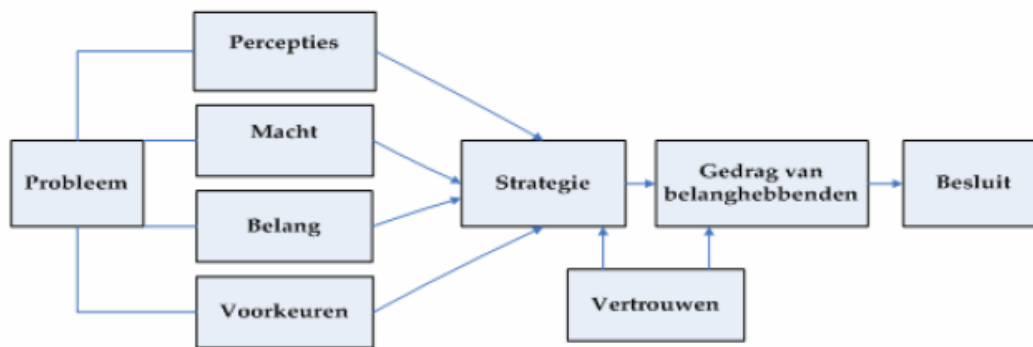 Percepties
Macht
Probleem
Belang
Voorkeuren
Strategie
Gedrag van
belanghebbenden
Besluit
Vertrouwen